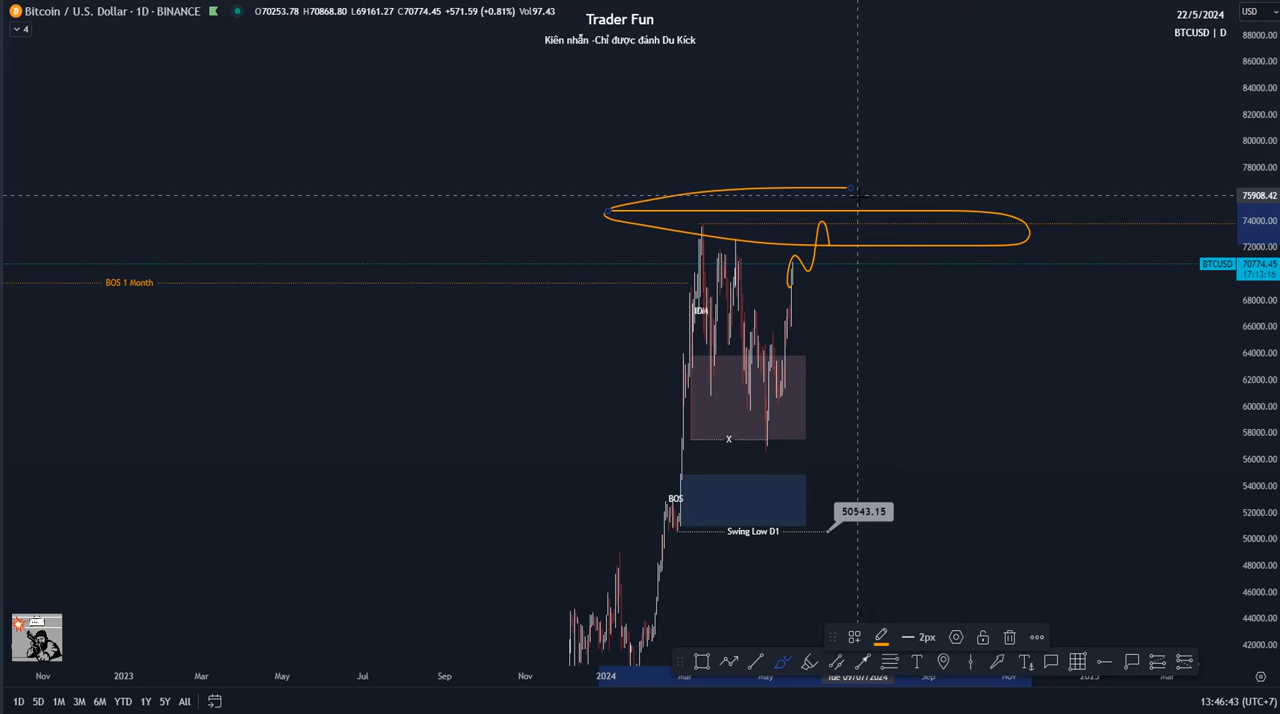 Bitcoin / U.S. Dollar · 1D · BINANCE
O70253.78 H70868.80 L69161.27 C70774.45 +571.59 (+0.81%) Vol97.43
4
Trader Fun
Kiên nhẫn -Chỉ được đánh Du Kích
22/5/2024
BTCUSD | D
USD
88000.00
86000.00
84000.00
82000.00
80000.00
78000.00
75908.42
74000.00
72000.00
BTCUSD 70774.45
17:13:16
68000.00
66000.00
64000.00
62000.00
60000.00
58000.00
56000.00
54000.00
52000.00
50000.00
48000.00
46000.00
44000.00
42000.00
BOS 1 Month
IDM
X
BOS
50543.15
Swing Low D1
2px
Nov 2023 Mar May Jul Sep Nov 2024 Mar May Tue 09/07/2024 Sep Nov 2025 Mar
1D 5D 1M 3M 6M YTD 1Y 5Y All
13:46:43 (UTC+7)